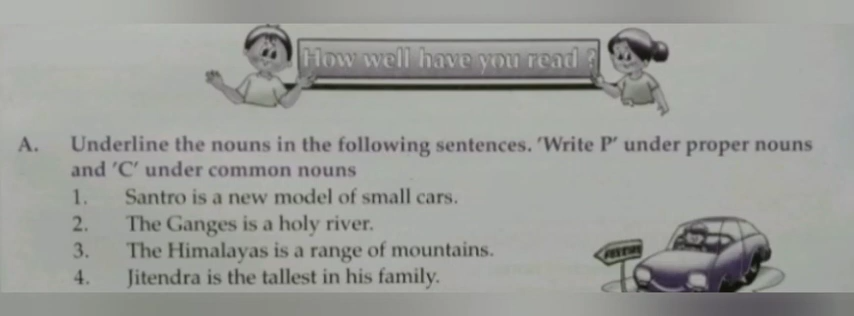 How well have you read ?
A. Underline the nouns in the following sentences. 'Write P' under proper nouns
and 'C' under common nouns
1. Santro is a new model of small cars.
2. The Ganges is a holy river.
3. The Himalayas is a range of mountains.
4. Jitendra is the tallest in his family.